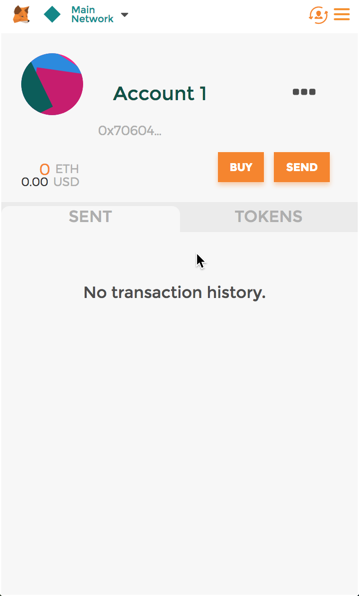 Main
Network
Account 1
0x70604...
0 ETH
0.00 USD
BUY
SEND
SENT
TOKENS
No transaction history.